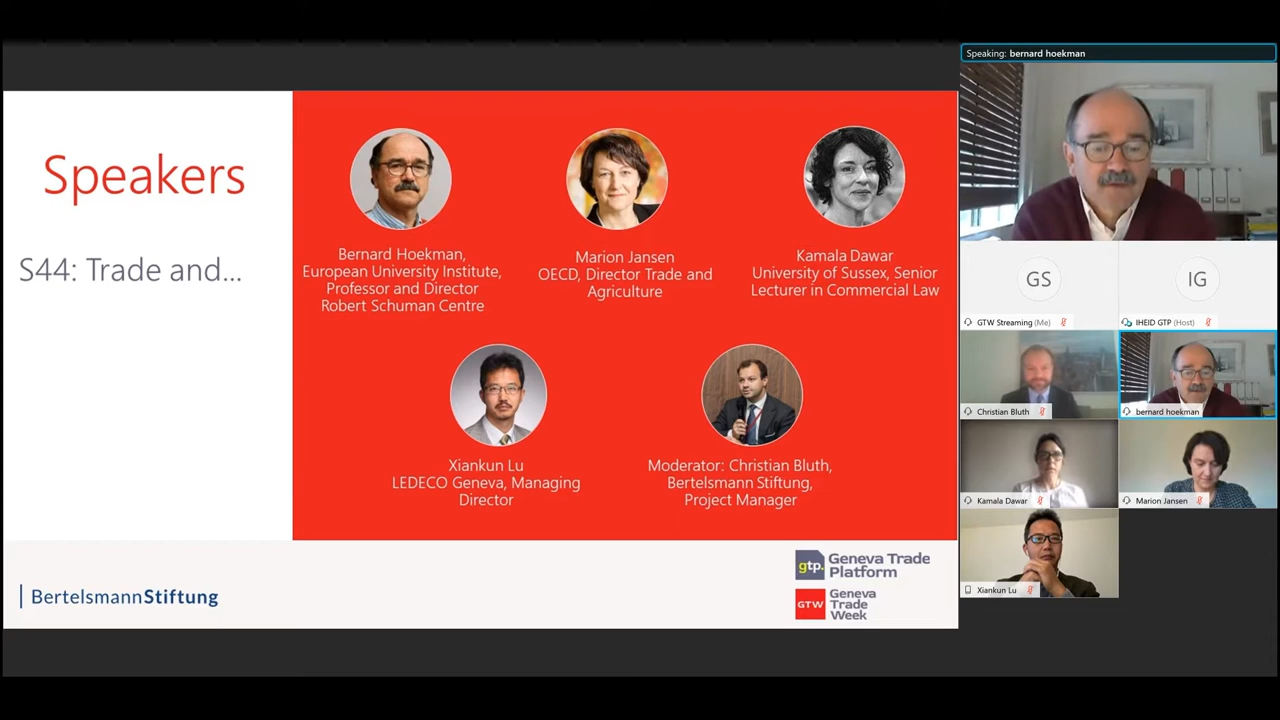 Speakers
S44: Trade and...
Bernard Hoekman,
European University Institute,
Professor and Director
Robert Schuman Centre
Marion Jansen
OECD, Director Trade and
Agriculture
Kamala Dawar
University of Sussex, Senior
Lecturer in Commercial Law
Xiankun Lu
LEDECO Geneva, Managing
Director
Moderator: Christian Bluth,
Bertelsmann Stiftung,
Project Manager
BertelsmannStiftung
gtp.
Geneva Trade
Platform
GTW
Geneva
Trade
Week
Speaking: bernard hoekman
GS
IG
GTW Streaming (Me)
IHEID GTP (Host)
Christian Bluth
bernard hoekman
Kamala Dawar
Marion Jansen
Xiankun Lu